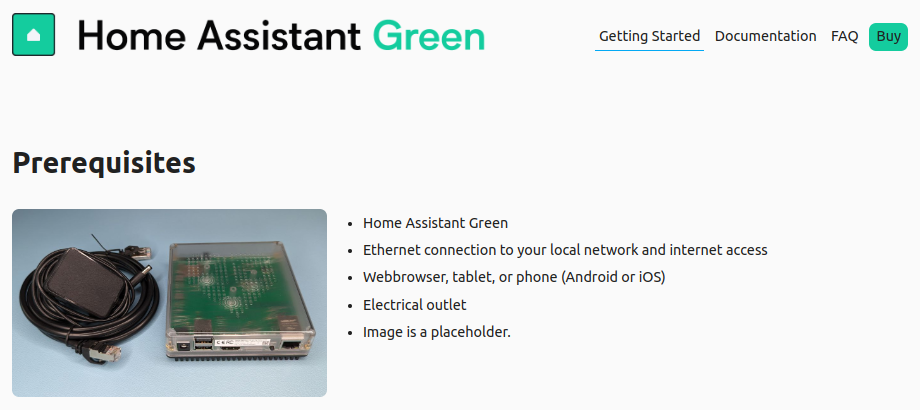 Home Assistant Green
Getting Started Documentation FAQ Buy
Prerequisites
Home Assistant Green
Ethernet connection to your local network and internet access
Webbrowser, tablet, or phone (Android or iOS)
Electrical outlet
Image is a placeholder.